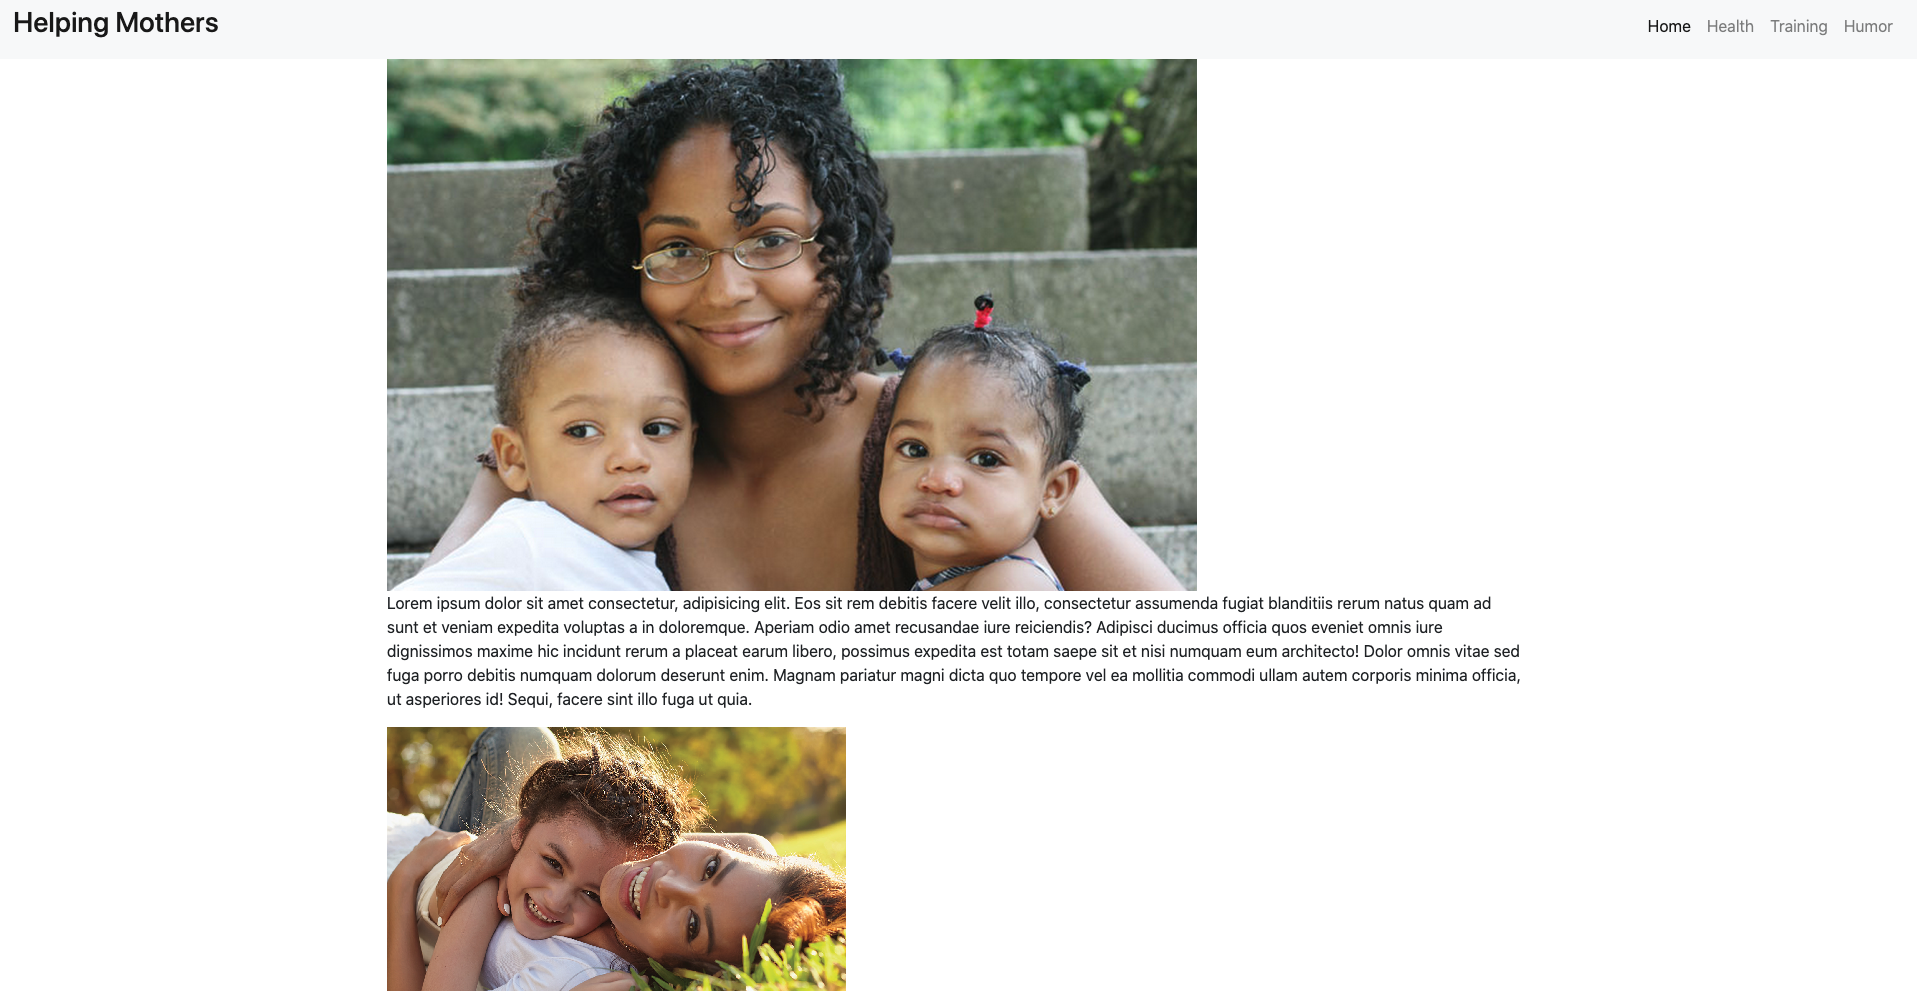 Helping Mothers
Home Health Training Humor
Lorem ipsum dolor sit amet consectetur, adipisicing elit. Eos sit rem debitis facere velit illo, consectetur assumenda fugiat blanditiis rerum natus quam ad
sunt et veniam expedita voluptas a in doloremque. Aperiam odio amet recusandae iure reiciendis? Adipisci ducimus officia quos eveniet omnis iure
dignissimos maxime hic incidunt rerum a placeat earum libero, possimus expedita est totam saepe sit et nisi numquam eum architecto! Dolor omnis vitae sed
fuga porro debitis numquam dolorum deserunt enim. Magnam pariatur magni dicta quo tempore vel ea mollitia commodi ullam autem corporis minima officia,
ut asperiores id! Sequi, facere sint illo fuga ut quia.